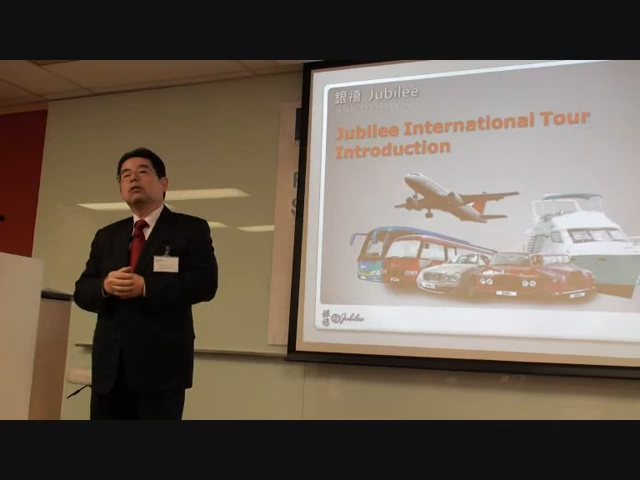 銀禧 Jubilee
Jubilee International Tour
Introduction
銀禧 Jubilee